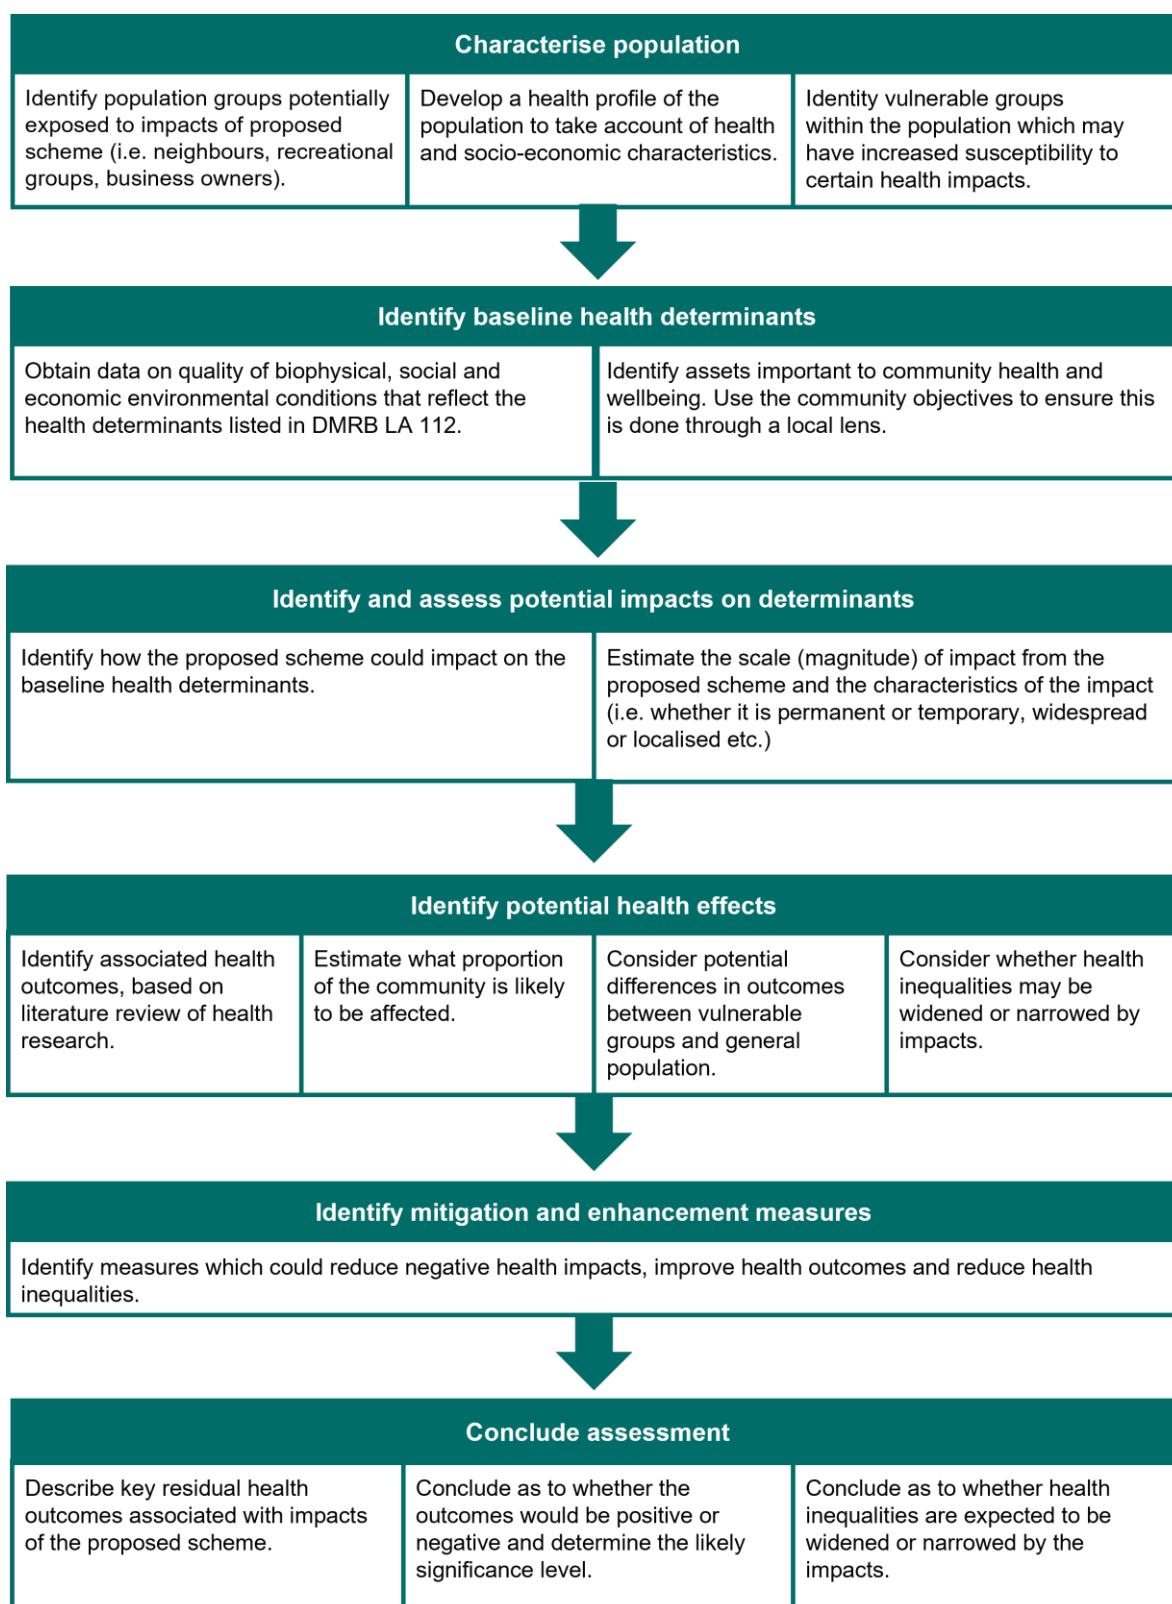 Characterise population
Identify population groups potentially
exposed to impacts of proposed
scheme (i.e. neighbours, recreational
groups, business owners).
Develop a health profile of the
population to take account of health
and socio-economic characteristics.
Identity vulnerable groups
within the population which may
have increased susceptibility to
certain health impacts.
Identify baseline health determinants
Obtain data on quality of biophysical, social and
economic environmental conditions that reflect the
health determinants listed in DMRB LA 112.
Identify assets important to community health and
wellbeing. Use the community objectives to ensure this
is done through a local lens.
Identify and assess potential impacts on determinants
Identify how the proposed scheme could impact on the
baseline health determinants.
Estimate the scale (magnitude) of impact from the
proposed scheme and the characteristics of the impact
(i.e. whether it is permanent or temporary, widespread
or localised etc.)
Identify potential health effects
Identify associated health
outcomes, based on
literature review of health
research.
Estimate what proportion
of the community is likely
to be affected.
Consider potential
differences in outcomes
between vulnerable
groups and general
population.
Consider whether health
inequalities may be
widened or narrowed by
impacts.
Identify mitigation and enhancement measures
Identify measures which could reduce negative health impacts, improve health outcomes and reduce health
inequalities.
Conclude assessment
Describe key residual health
outcomes associated with impacts
of the proposed scheme.
Conclude as to whether the
outcomes would be positive or
negative and determine the likely
significance level.
Conclude as to whether health
inequalities are expected to be
widened or narrowed by the
impacts.